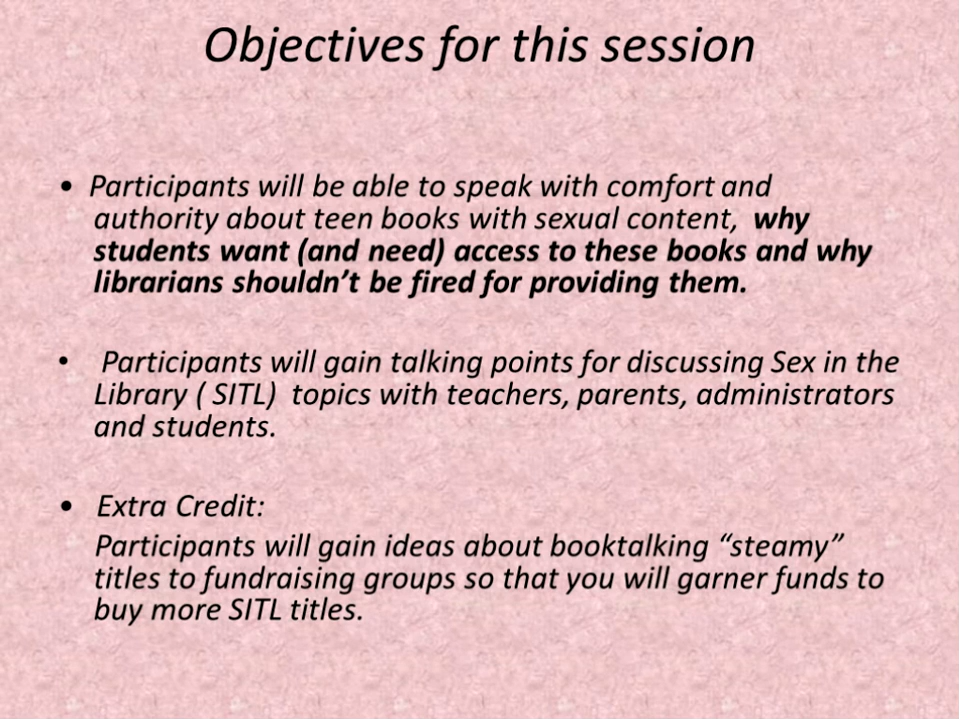 Objectives for this session
• Participants will be able to speak with comfort and
authority about teen books with sexual content, why
students want (and need) access to these books and why
librarians shouldn’t be fired for providing them.
• Participants will gain talking points for discussing Sex in the
Library ( SITL) topics with teachers, parents, administrators
and students.
• Extra Credit:
Participants will gain ideas about booktalking “steamy”
titles to fundraising groups so that you will garner funds to
buy more SITL titles.